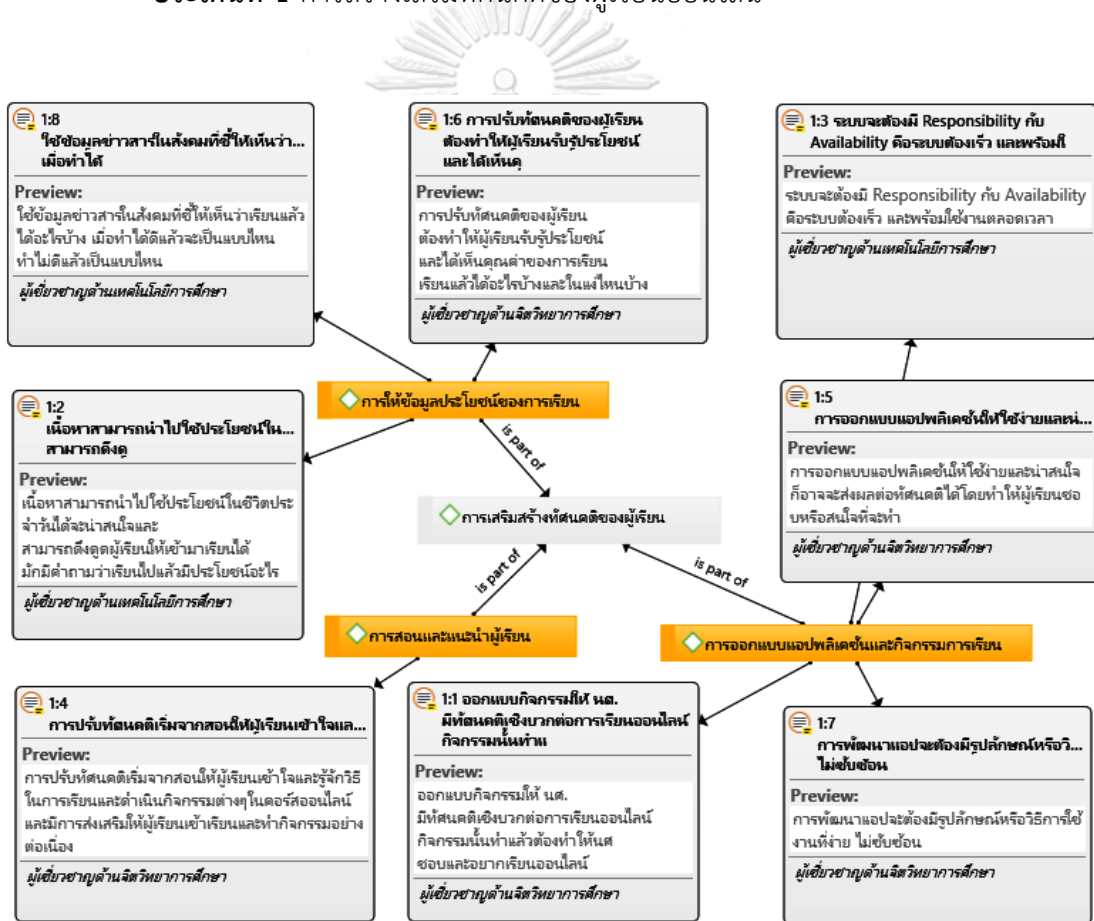 ประเด็นที่ 1 การสร้างเสริมทัศนคติของผู้เรียนออนไลน์
1:8
ใช้ข้อมูลข่าวสารในสังคมที่ชี้ให้เห็นว่า...
เมื่อทำได้
Preview:
ใช้ข้อมูลข่าวสารในสังคมที่ชี้ให้เห็นว่าเรียนแล้ว
ได้อะไรบ้าง เมื่อทำได้ดีแล้วจะเป็นแบบไหน
ทำไม่ดีแล้วเป็นแบบไหน
ผู้เชี่ยวชาญด้านเทคโนโลยีการศึกษา
1:6 การปรับทัศนคติของผู้เรียน
ต้องทำให้ผู้เรียนรับรู้ประโยชน์
และได้เห็นคุ
Preview:
การปรับทัศนคติของผู้เรียน
ต้องทำให้ผู้เรียนรับรู้ประโยชน์
และได้เห็นคุณค่าของการเรียน
เรียนแล้วได้อะไรบ้างและในแง่ไหนบ้าง
ผู้เชี่ยวชาญด้านจิตวิทยาการศึกษา
1:3 ระบบจะต้องมี Responsibility กับ
Availability คือระบบต้องเร็ว และพร้อมใ
Preview:
ระบบจะต้องมี Responsibility กับ Availability
คือระบบต้องเร็ว และพร้อมใช้งานตลอดเวลา
ผู้เชี่ยวชาญด้านเทคโนโลยีการศึกษา
การให้ข้อมูลประโยชน์ของการเรียน
1:2
เนื้อหาสามารถนำไปใช้ประโยชน์ใน...
สามารถดึงดู
Preview:
เนื้อหาสามารถนำไปใช้ประโยชน์ในชีวิตประ
จำวันได้จะน่าสนใจและ
สามารถดึงดูดผู้เรียนให้เข้ามาเรียนได้
มักมีคำถามว่าเรียนไปแล้วมีประโยชน์อะไร
ผู้เชี่ยวชาญด้านเทคโนโลยีการศึกษา
is part of
การเสริมสร้างทัศนคติของผู้เรียน
1:5
การออกแบบแอปพลิเคชั่นให้ใช้ง่ายและน่...
Preview:
การออกแบบแอปพลิเคชั่นให้ใช้ง่ายและน่าสนใจ
ก็อาจจะส่งผลต่อทัศนคติได้โดยทำให้ผู้เรียนชอ
บหรือสนใจที่จะทำ
ผู้เชี่ยวชาญด้านจิตวิทยาการศึกษา
is part of
is part of
การสอนและแนะนำผู้เรียน
การออกแบบแอปพลิเคชั่นและกิจกรรมการเรียน
1:4
การปรับทัศนคติเริ่มจากสอนให้ผู้เรียนเข้าใจแล...
Preview:
การปรับทัศนคติเริ่มจากสอนให้ผู้เรียนเข้าใจและรู้จักวิธี
ในการเรียนและดำเนินกิจกรรมต่างๆในคอร์สออนไลน์
และมีการส่งเสริมให้ผู้เรียนเข้าเรียนและทำกิจกรรมอย่าง
ต่อเนื่อง
ผู้เชี่ยวชาญด้านจิตวิทยาการศึกษา
1:1 ออกแบบกิจกรรมให้ นศ.
มีทัศนคติเชิงบวกต่อการเรียนออนไลน์
กิจกรรมนั้นทำแ
Preview:
ออกแบบกิจกรรมให้ นศ.
มีทัศนคติเชิงบวกต่อการเรียนออนไลน์
กิจกรรมนั้นทำแล้วต้องทำให้นศ
ชอบและอยากเรียนออนไลน์
ผู้เชี่ยวชาญด้านจิตวิทยาการศึกษา
1:7
การพัฒนาแอปจะต้องมีรูปลักษณ์หรือวิ...
ไม่ซับซ้อน
Preview:
การพัฒนาแอปจะต้องมีรูปลักษณ์หรือวิธีการใช้
งานที่ง่าย ไม่ซับซ้อน
ผู้เชี่ยวชาญด้านจิตวิทยาการศึกษา